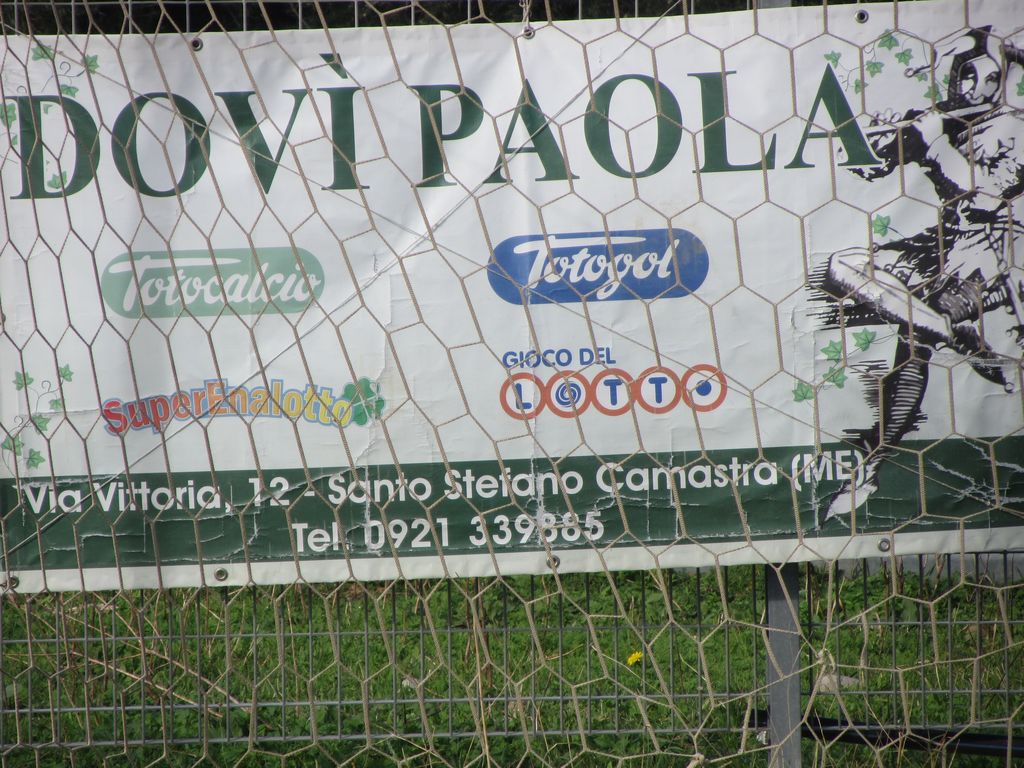 DOVÌ PAOLA
Totocalcio
Totogol
SuperEnalotto
GIOCO DEL
LOTTO
Via Vittoria, 12 - Santo Stefano Camastra (ME)
Tel. 0921 339885